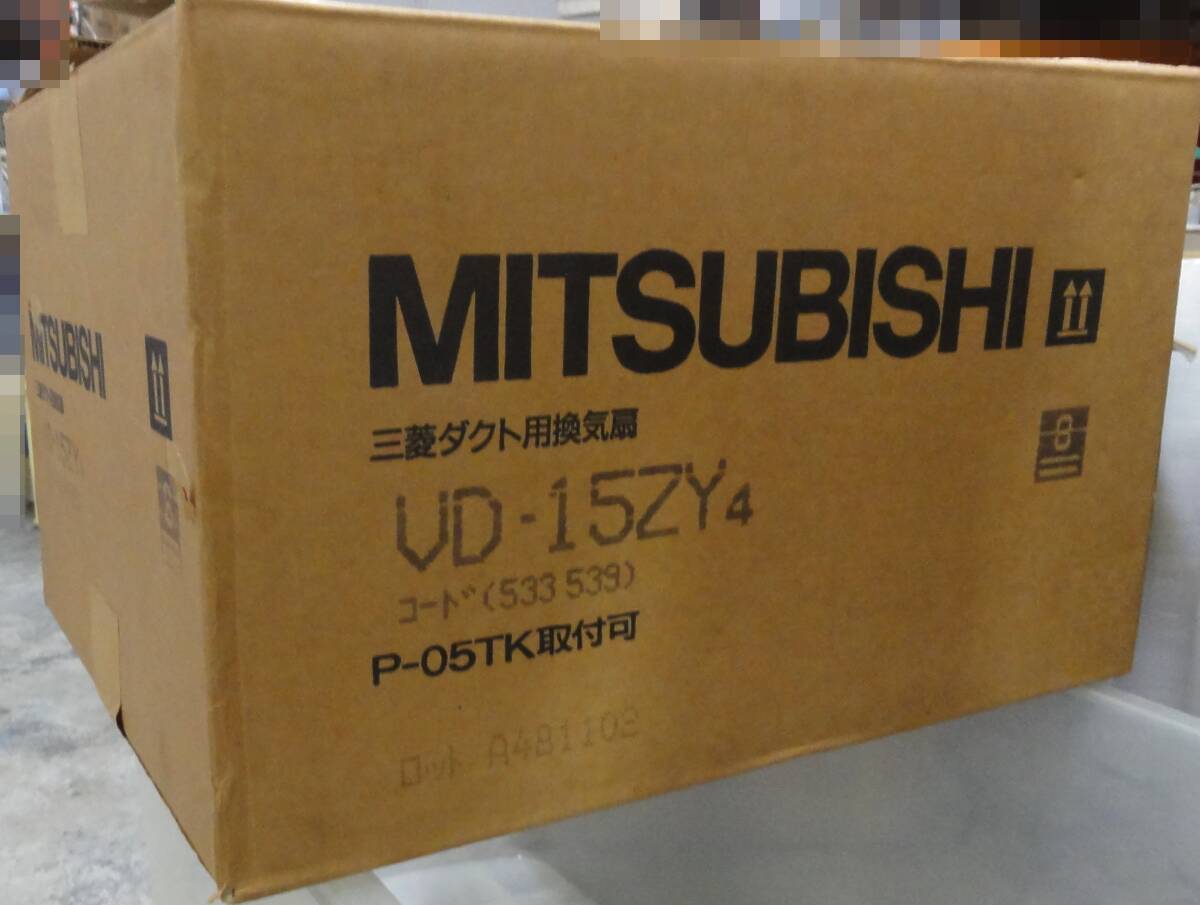 MITSUBISHI
三菱ダクト用換気扇
VD-15ZY4
コード(533 539)
P-05TK取付可
ロット A481102
8
MITSUBISHI